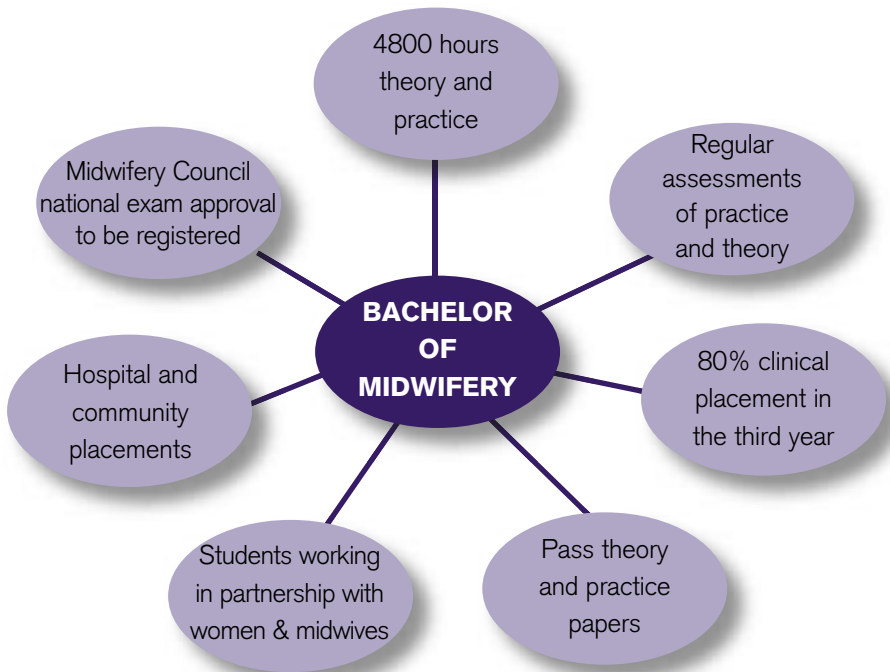 4800 hours
theory and
practice
Regular
assessments
of practice
and theory
80% clinical
placement in
the third year
Pass theory
and practice
papers
Students working
in partnership with
women & midwives
Hospital and
community
placements
Midwifery Council
national exam approval
to be registered
BACHELOR
OF
MIDWIFERY